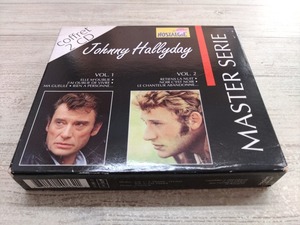 Coffret
2 CD
NOSTALGIE
Johnny Hallyday
VOL. 1
ELLE M'OUBLIE •
J'AI OUBLIÉ DE VIVRE •
MA GUEULE • RIEN À PERSONNE...
VOL. 2
RETIENS LA NUIT •
NOIR C'EST NOIR •
LE CHANTEUR ABANDONNÉ...
MASTER SERIE